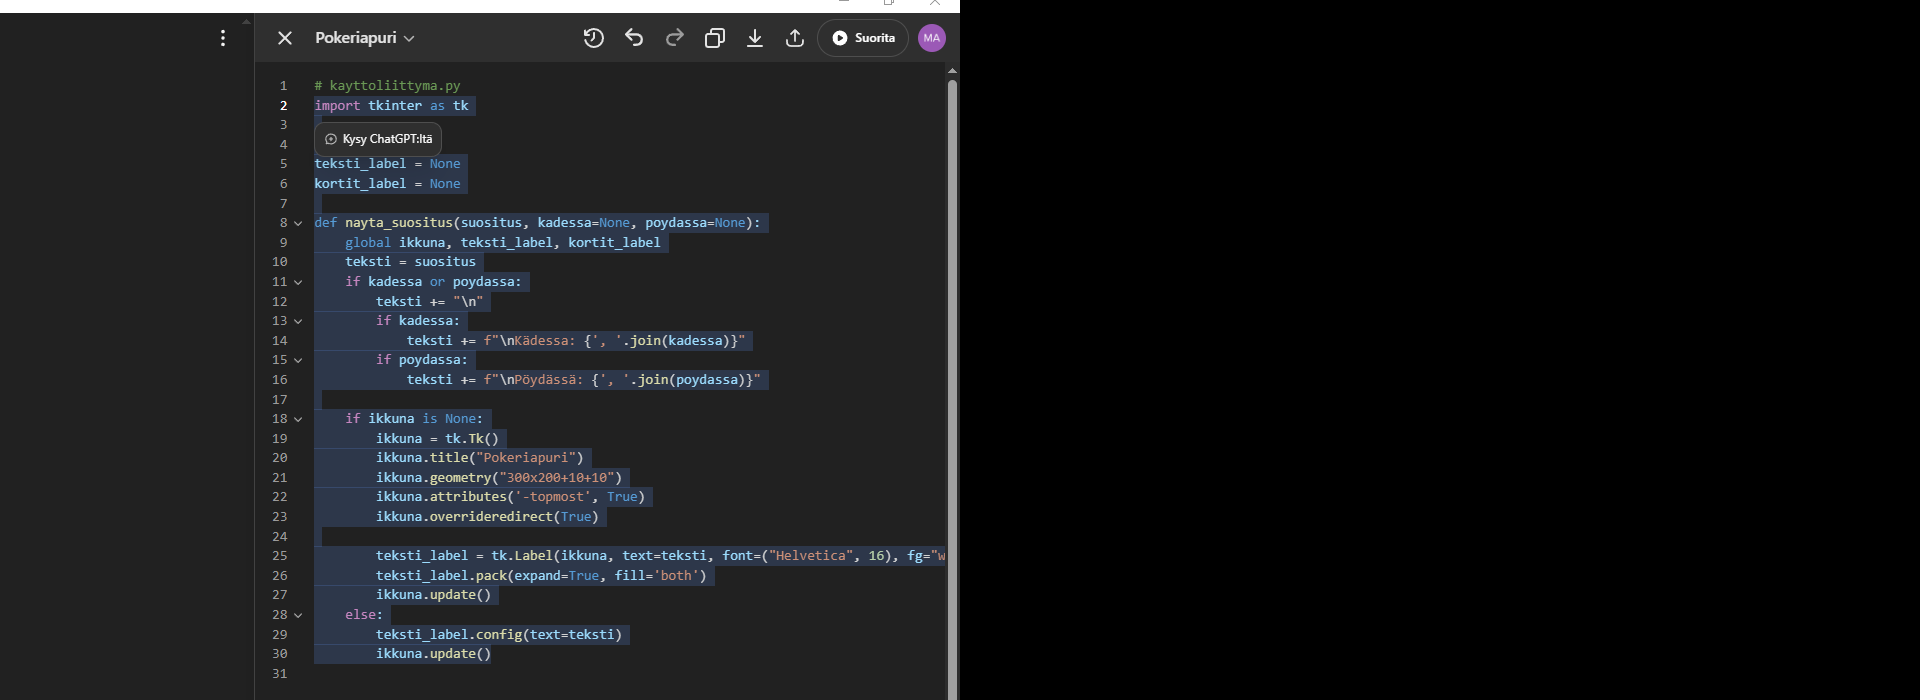 Pokeriapuri
Suorita
MA
1 # kayttoliittyma.py
2 import tkinter as tk
3
Kysy ChatGPT:ltä
4
5 teksti_label = None
6 kortit_label = None
7
8 def nayta_suositus(suositus, kadessa=None, poydassa=None):
9     global ikkuna, teksti_label, kortit_label
10     teksti = suositus
11     if kadessa or poydassa:
12         teksti += "\n"
13         if kadessa:
14             teksti += f"\nKädessa: {', '.join(kadessa)}"
15         if poydassa:
16             teksti += f"\nPöydässä: {', '.join(poydassa)}"
17
18     if ikkuna is None:
19         ikkuna = tk.Tk()
20         ikkuna.title("Pokeriapuri")
21         ikkuna.geometry("300x200+10+10")
22         ikkuna.attributes('-topmost', True)
23         ikkuna.overrideredirect(True)
24
25         teksti_label = tk.Label(ikkuna, text=teksti, font=("Helvetica", 16), fg="w
26         teksti_label.pack(expand=True, fill='both')
27         ikkuna.update()
28     else:
29         teksti_label.config(text=teksti)
30         ikkuna.update()
31